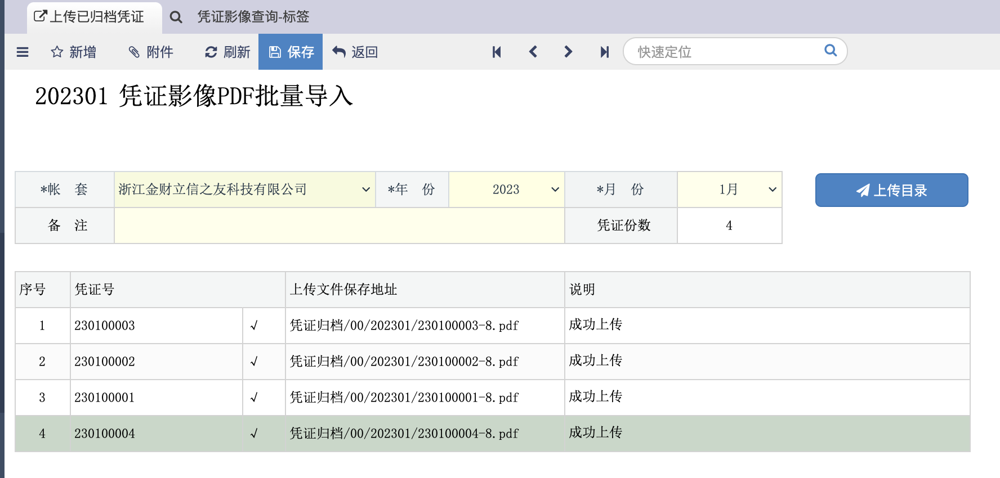 上传已归档凭证 凭证影像查询-标签
新增 附件 刷新 保存 返回 快速定位
202301 凭证影像PDF批量导入
*帐 套 浙江金财立信之友科技有限公司 *年 份 2023 *月 份 1月 上传目录
备 注 凭证份数 4
序号 凭证号 上传文件保存地址 说明
1 230100003 √ 凭证归档/00/202301/230100003-8.pdf 成功上传
2 230100002 √ 凭证归档/00/202301/230100002-8.pdf 成功上传
3 230100001 √ 凭证归档/00/202301/230100001-8.pdf 成功上传
4 230100004 √ 凭证归档/00/202301/230100004-8.pdf 成功上传